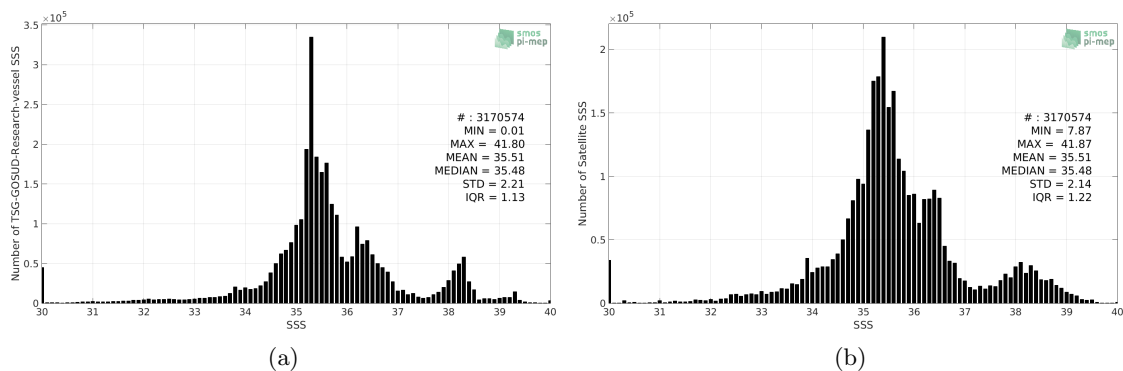 ×10^5
Number of TSG-GOSUD-Research-vessel SSS
3.5
3
2.5
2
1.5
1
0.5
0
30 31 32 33 34 35 36 37 38 39 40
SSS
smos
pi-mep
# : 3170574
MIN = 0.01
MAX = 41.80
MEAN = 35.51
MEDIAN = 35.48
STD = 2.21
IQR = 1.13
(a)
×10^5
Number of Satellite SSS
2
1.5
1
0.5
0
30 31 32 33 34 35 36 37 38 39 40
SSS
smos
pi-mep
# : 3170574
MIN = 7.87
MAX = 41.87
MEAN = 35.51
MEDIAN = 35.48
STD = 2.14
IQR = 1.22
(b)